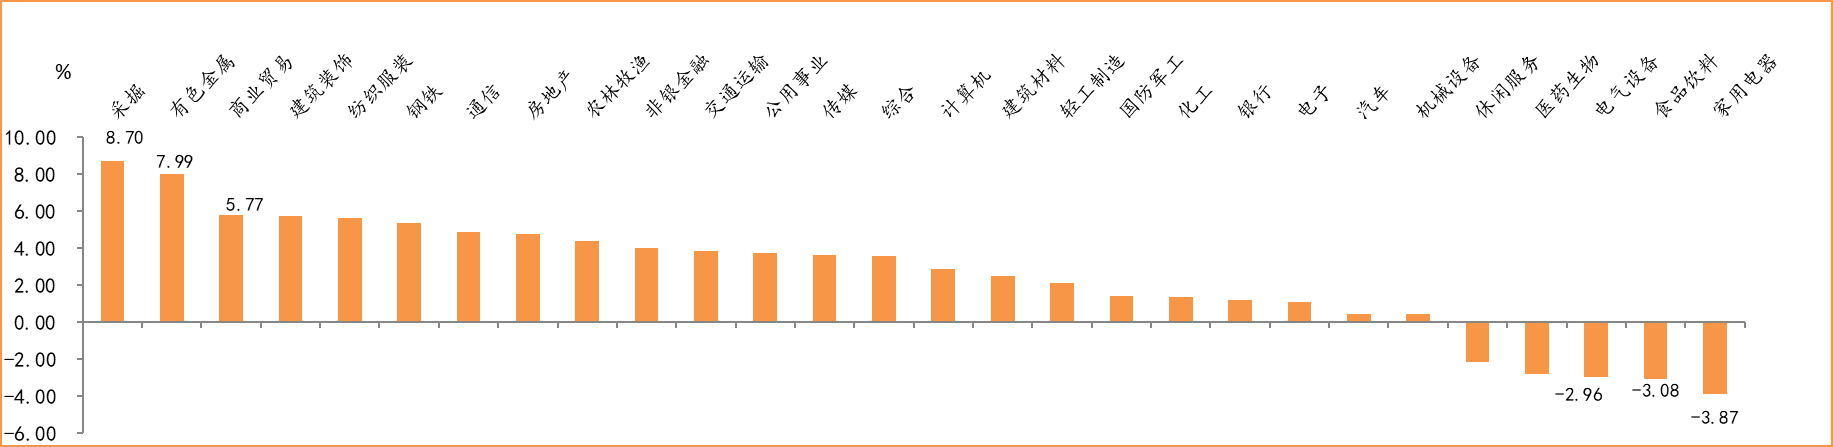 %
采掘
有色金属
商业贸易
建筑装饰
纺织服装
钢铁
通信
房地产
农林牧渔
非银金融
交通运输
公用事业
传媒
综合
计算机
建筑材料
轻工制造
国防军工
化工
银行
电子
汽车
机械设备
休闲服务
医药生物
电气设备
食品饮料
家用电器
10.00
8.00
6.00
4.00
2.00
0.00
-2.00
-4.00
-6.00
8.70
7.99
5.77
-2.96
-3.08
-3.87